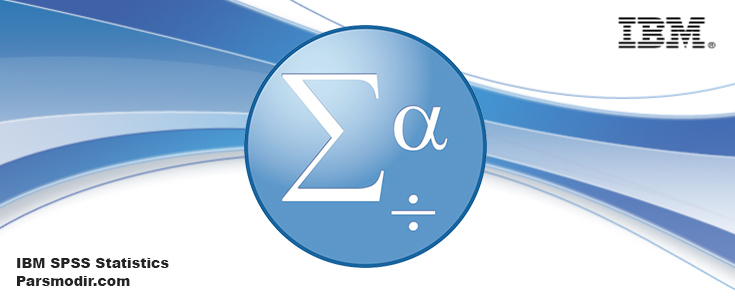 IBM®
Σ α
÷
IBM SPSS Statistics
Parsmodir.com